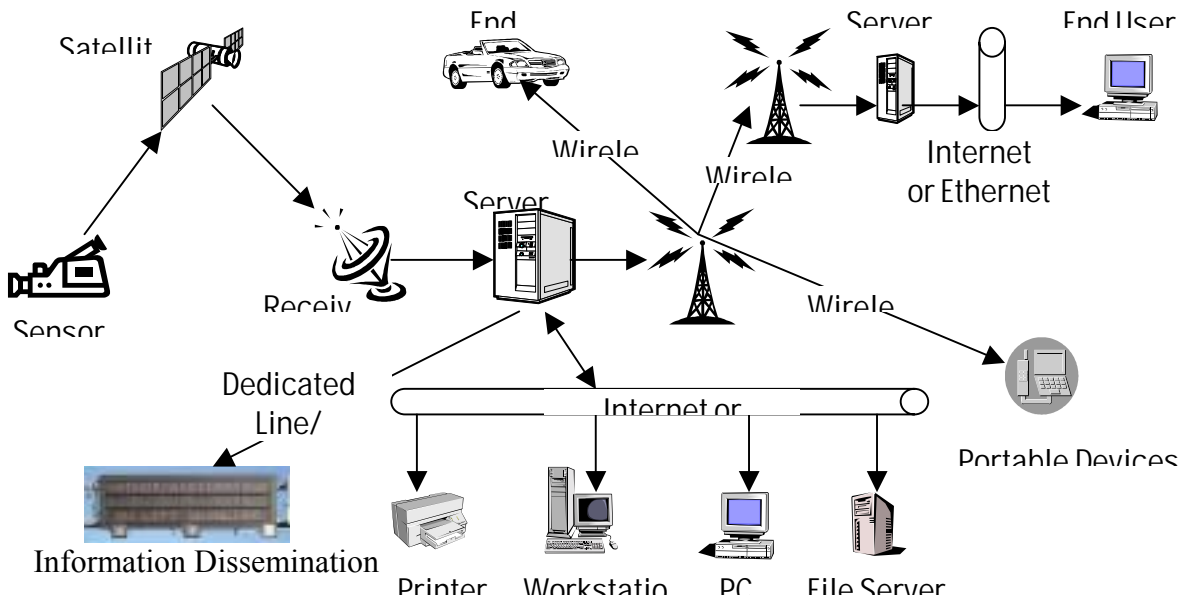 End
Server
End User
Satellit
Wirele
Wirele
Internet
or Ethernet
Server
Receiv
Wirele
Sensor
Dedicated
Line/
Internet or
Portable Devices
Information Dissemination
Printer
Workstatio
PC
File Server